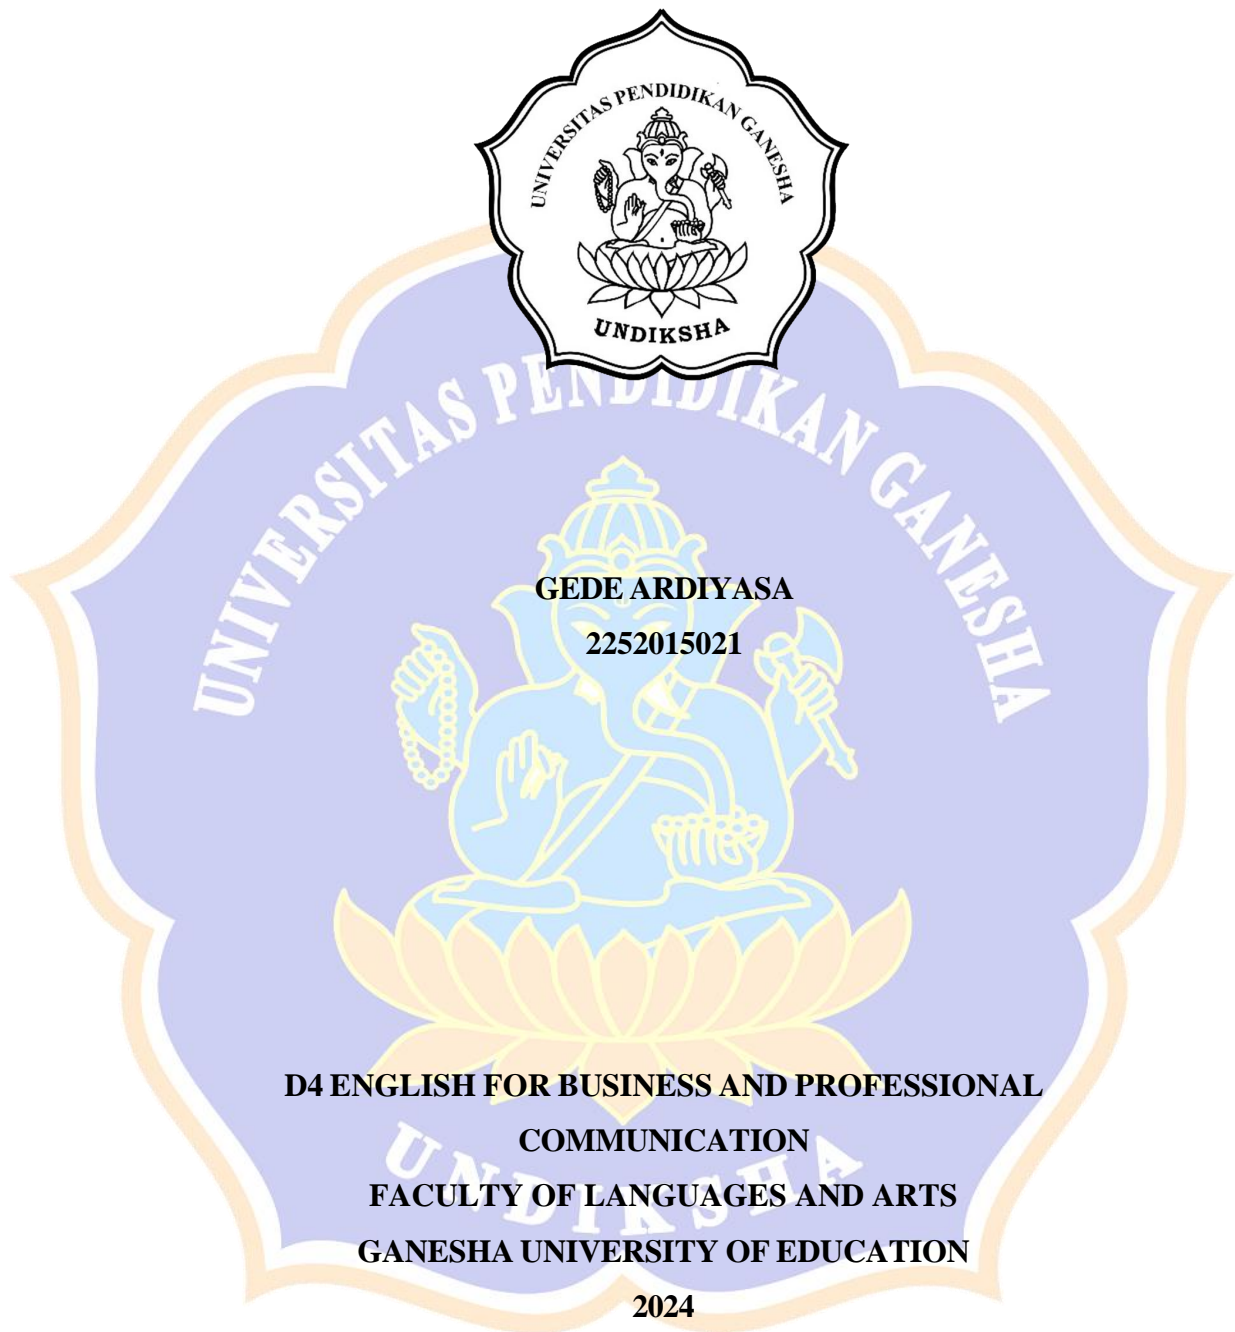 UNIVERSITAS PENDIDIKAN GANESHA
UNDIKSHA
UNIVERSITAS PENDIDIKAN GANESHA
GEDE ARDIYASA
2252015021
D4 ENGLISH FOR BUSINESS AND PROFESSIONAL
COMMUNICATION
UNDIKSHA
FACULTY OF LANGUAGES AND ARTS
GANESHA UNIVERSITY OF EDUCATION
2024